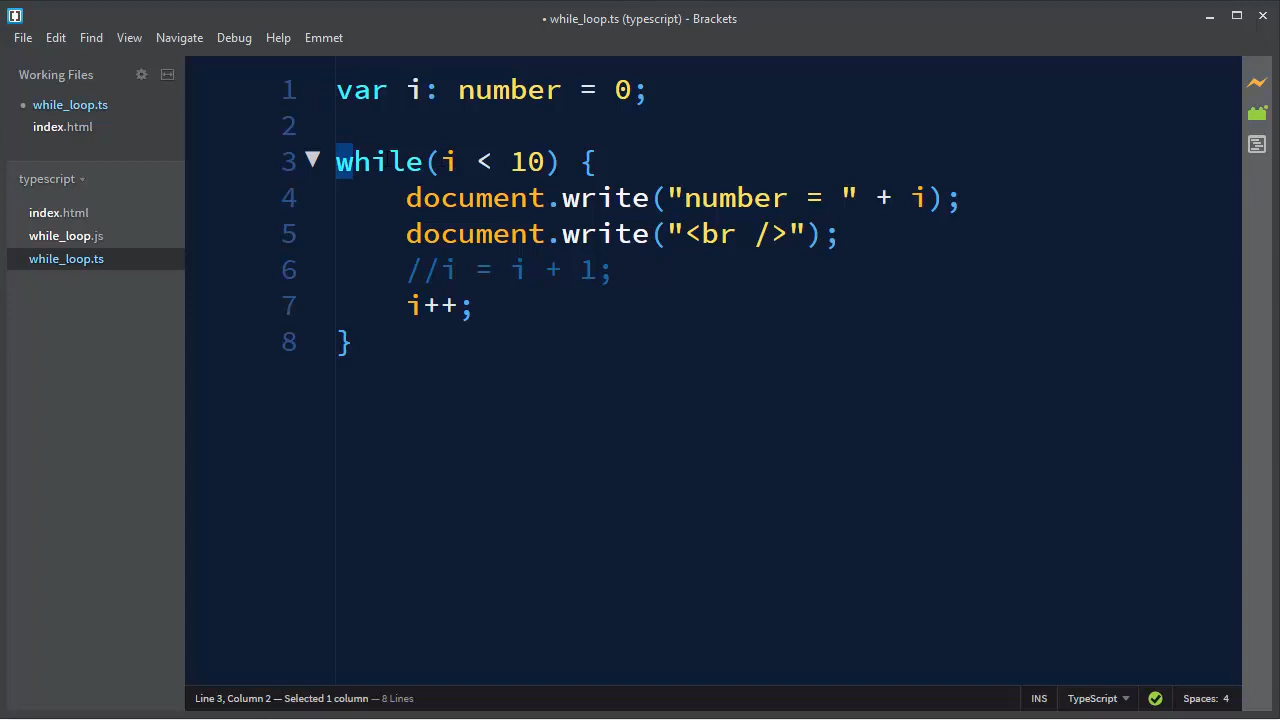 • while_loop.ts (typescript) - Brackets
File Edit Find View Navigate Debug Help Emmet
Working Files
• while_loop.ts
index.html
typescript
index.html
while_loop.js
while_loop.ts
1 var i: number = 0;
2
3 while(i < 10) {
4     document.write("number = " + i);
5     document.write("<br />");
6     //i = i + 1;
7     i++;
8 }
Line 3, Column 2 — Selected 1 column — 8 Lines
INS TypeScript Spaces: 4